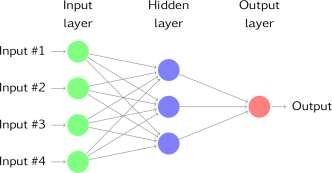 Input Hidden Output
layer layer layer
Input #1
Input #2
Input #3
Output
Input #4